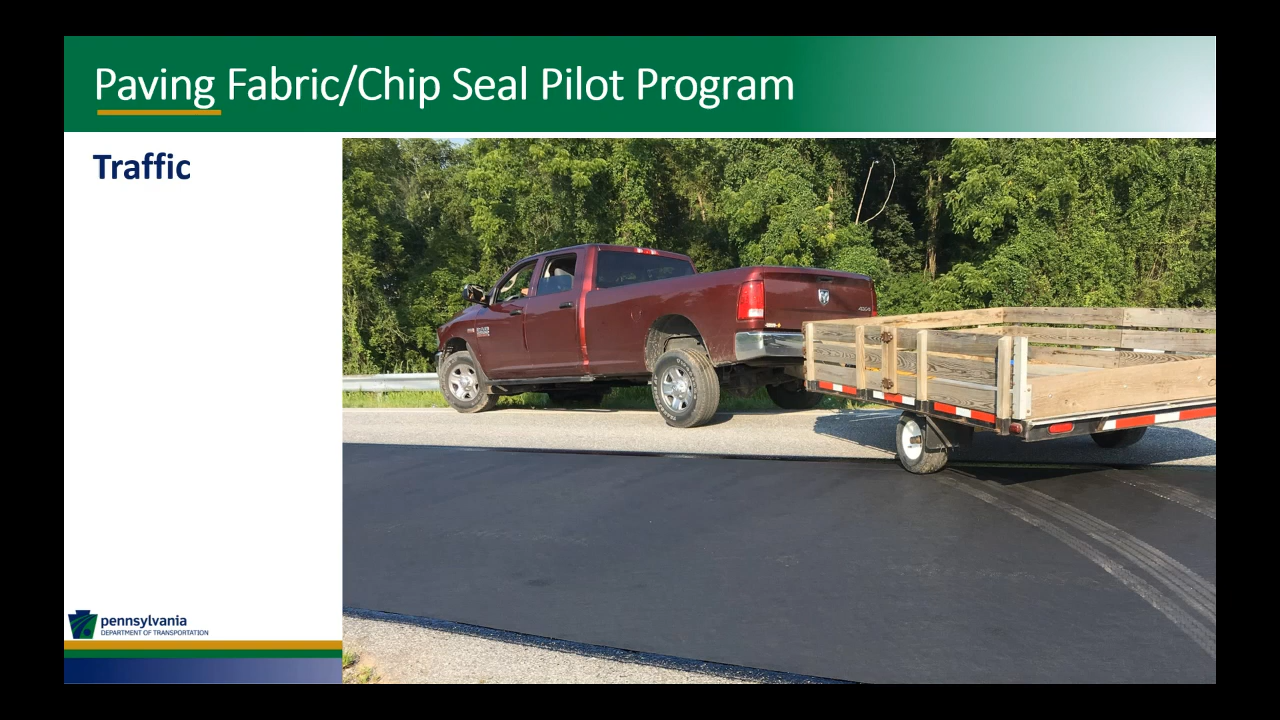 Paving Fabric/Chip Seal Pilot Program
Traffic
pennsylvania
DEPARTMENT OF TRANSPORTATION